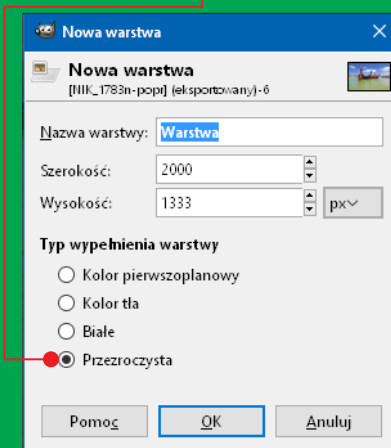 Nowa warstwa
Nowa warstwa
[NIK_1783n-popr] (eksportowany)-6
Nazwa warstwy: Warstwa
Szerokość: 2000
Wysokość: 1333 px
Typ wypełnienia warstwy
Kolor pierwszoplanowy
Kolor tła
Białe
Przezroczysta
Pomoc OK Anuluj